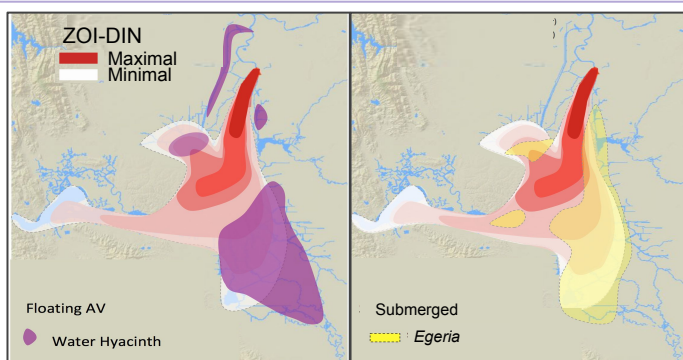 ZOI-DIN
Maximal
Minimal
Floating AV
Water Hyacinth
Submerged
Egeria